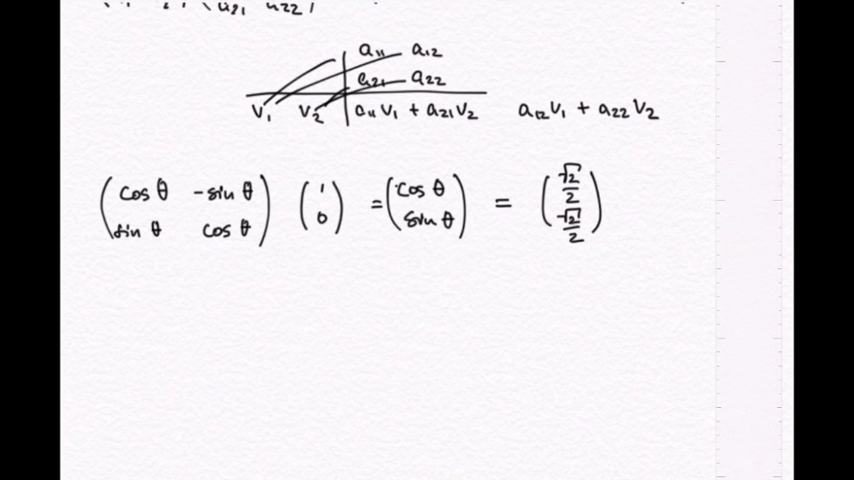 a₁₁ a₁₂
a₂₁ a₂₂
v₁ v₂ a₁₁v₁ + a₂₁v₂ a₁₂v₁ + a₂₂v₂
(cos θ -sin θ; sin θ cos θ) (1; 0) = (cos θ; sin θ) = (√2/2; √2/2)